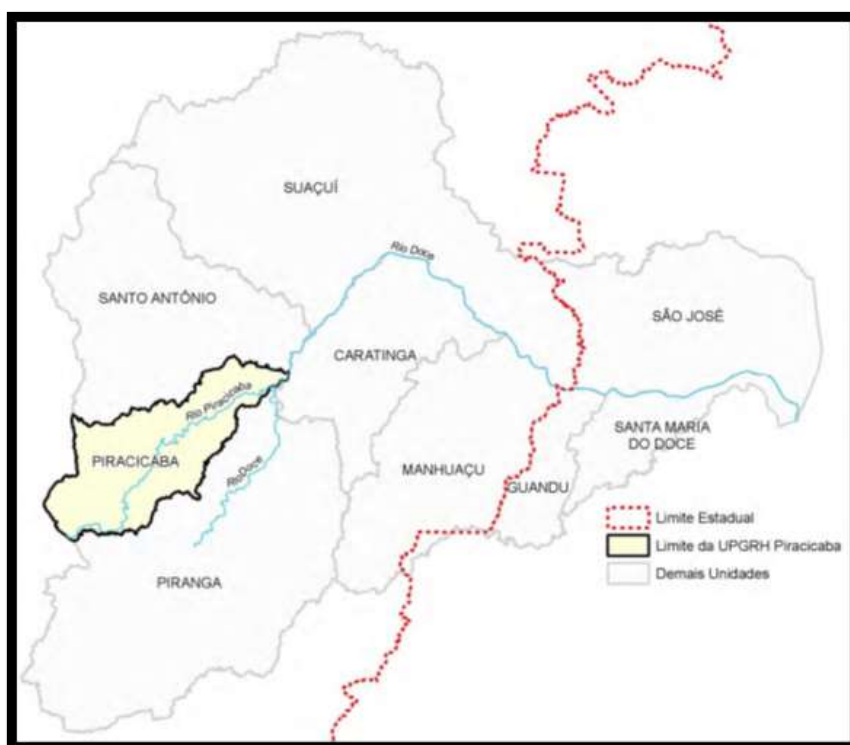 SUAÇUÍ
Rio Doce
SANTO ANTÔNIO
SÃO JOSÉ
CARATINGA
Rio Piracicaba
PIRACICABA
SANTA MARIA
DO DOCE
Rio Doce
MANHUAÇU
GUANDU
PIRANGA
Limite Estadual
Limite da UPGRH Piracicaba
Demais Unidades